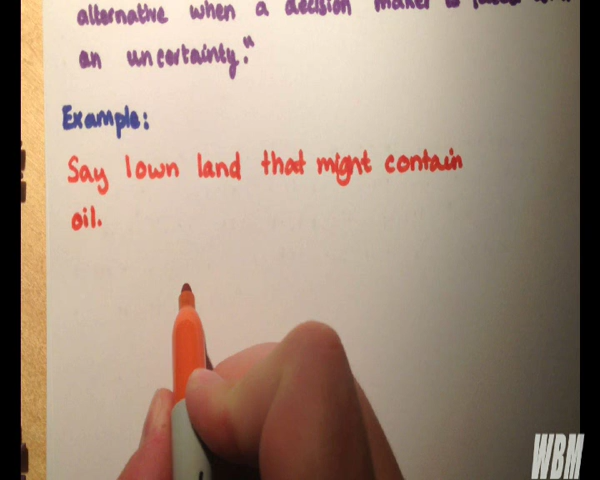 alternative when a decision maker is faced with
an uncertainty."
Example:
Say I own land that might contain
oil.
WBM